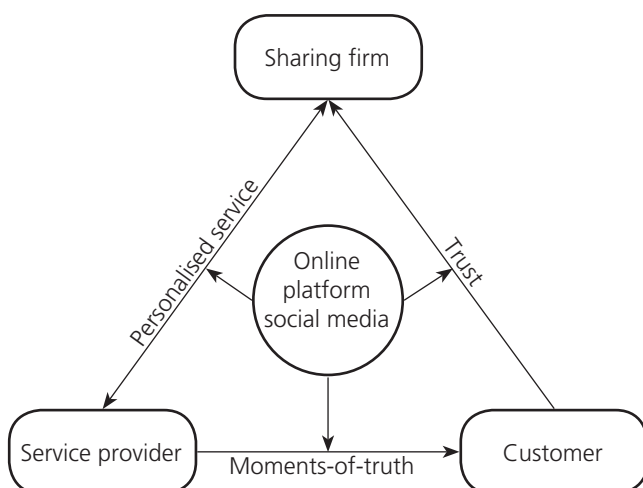 Sharing firm
Personalised service
Trust
Online
platform
social media
Service provider
Moments-of-truth
Customer